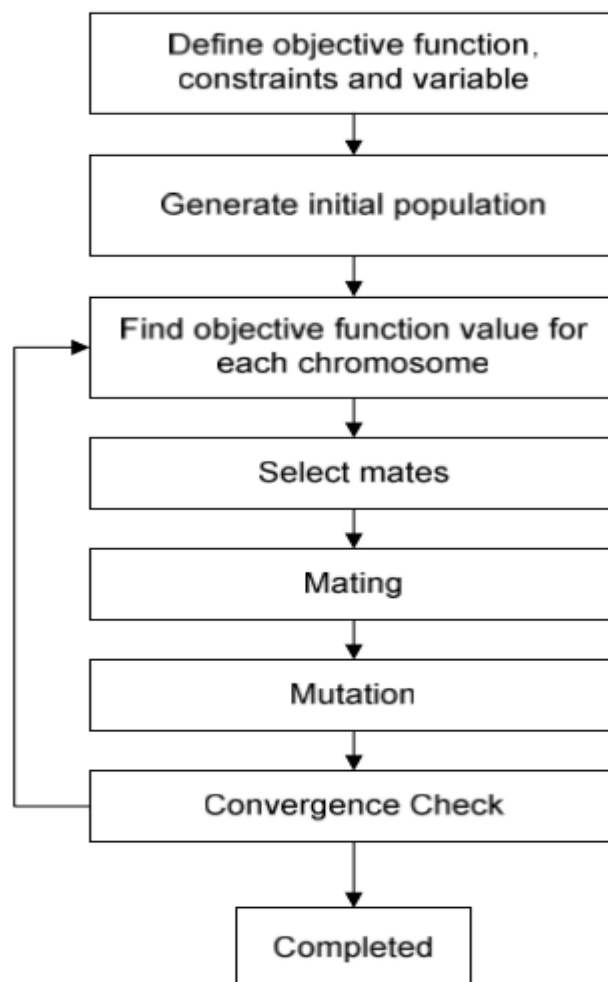 Define objective function,
constraints and variable
Generate initial population
Find objective function value for
each chromosome
Select mates
Mating
Mutation
Convergence Check
Completed